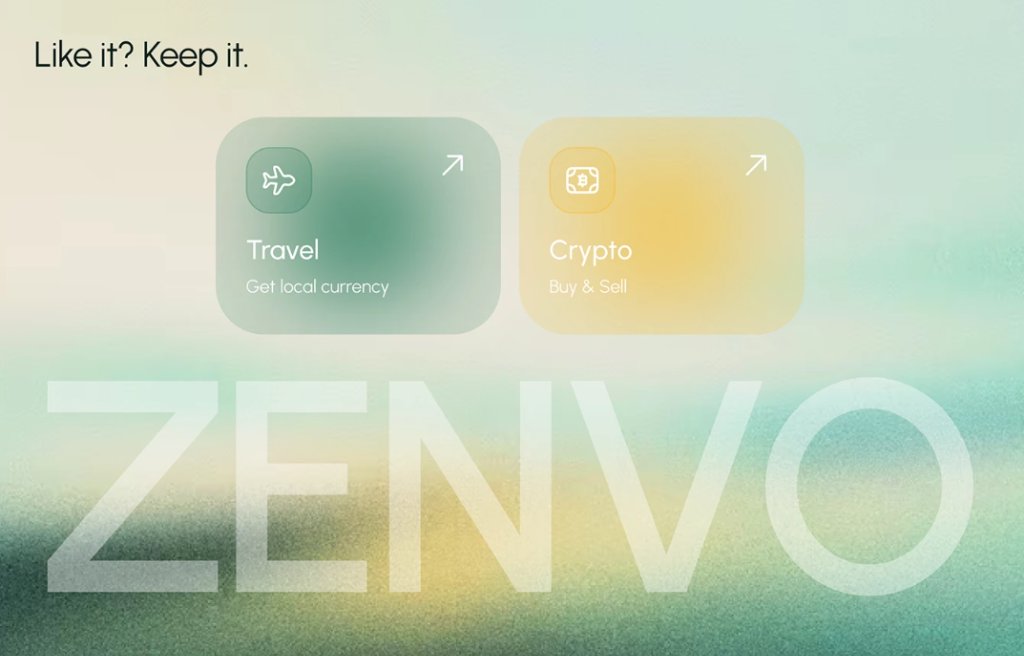 Like it? Keep it.
Travel
Get local currency
Crypto
Buy & Sell
ZENVO